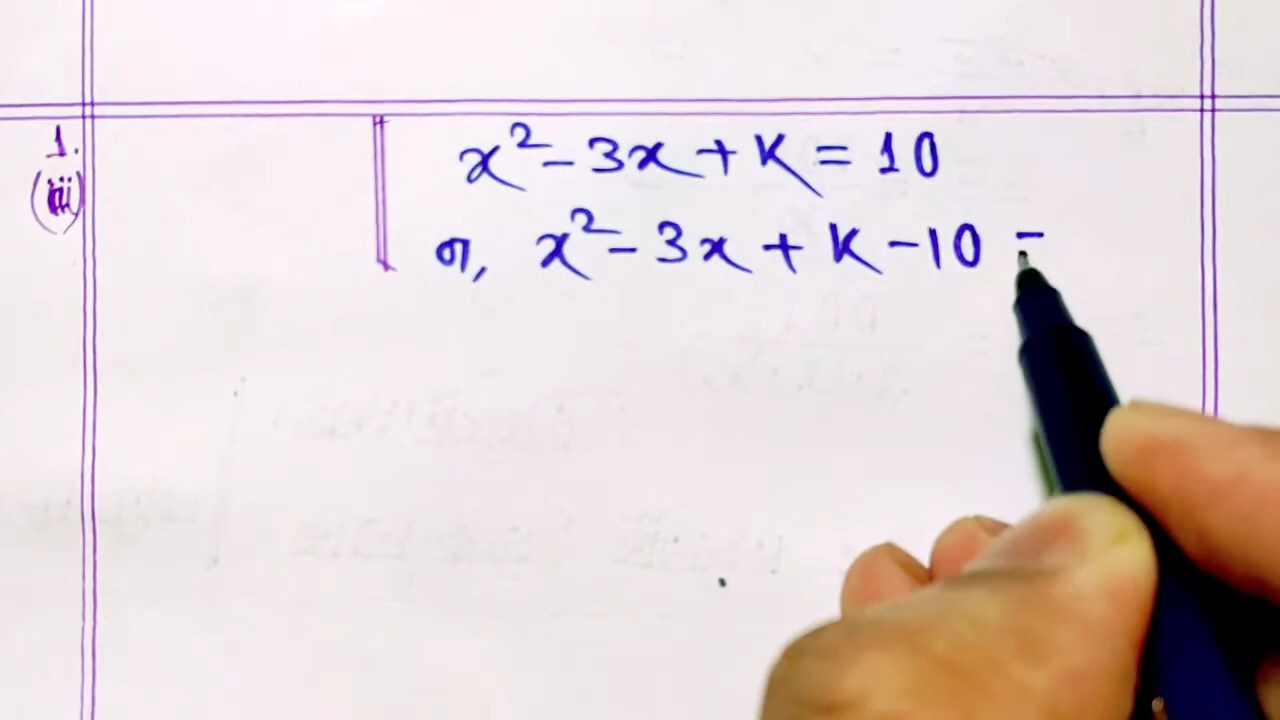 1.
(iii)
x² - 3x + K = 10
বা, x² - 3x + K - 10 -